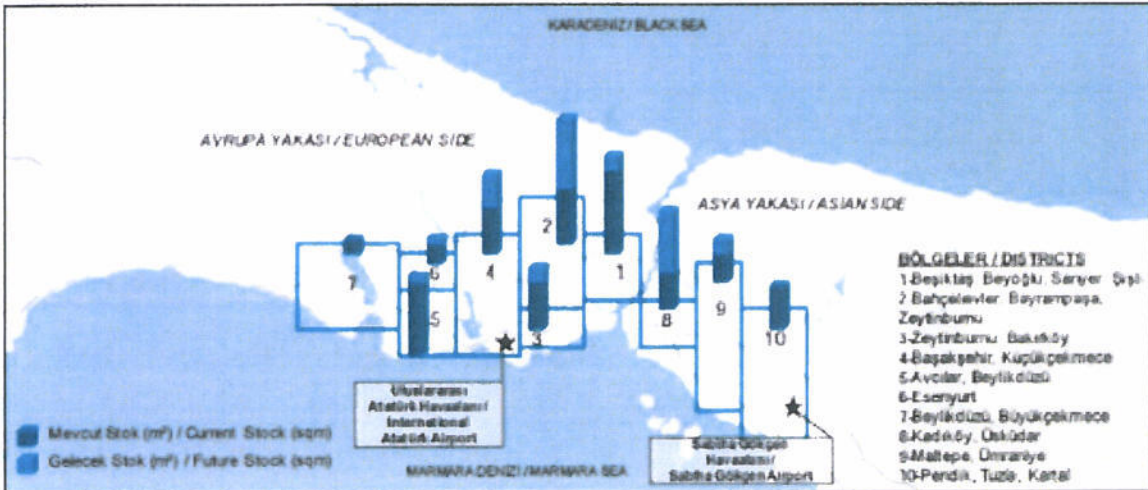 KARADENİZ / BLACK SEA
AVRUPA YAKASI / EUROPEAN SIDE
ASYA YAKASI / ASIAN SIDE
2
4
1
6
7
5
3
8
9
10
BÖLGELER / DISTRICTS
1-Beşiktaş, Beyoğlu, Sarıyer, Şişli
2-Bahçelievler, Bayrampaşa,
Zeytinburnu
3-Zeytinburnu, Bakırköy
4-Başakşehir, Küçükçekmece
5-Avcılar, Beylikdüzü
6-Esenyurt
7-Beylikdüzü, Büyükçekmece
8-Kadıköy, Üsküdar
9-Maltepe, Ümraniye
10-Pendik, Tuzla, Kartal
Uluslararası
Atatürk Havaalanı /
International
Atatürk Airport
Sabiha Gökçen
Havaalanı /
Sabiha Gökçen Airport
Mevcut Stok (m²) / Current Stock (sqm)
Gelecek Stok (m²) / Future Stock (sqm)
MARMARA DENİZİ / MARMARA SEA